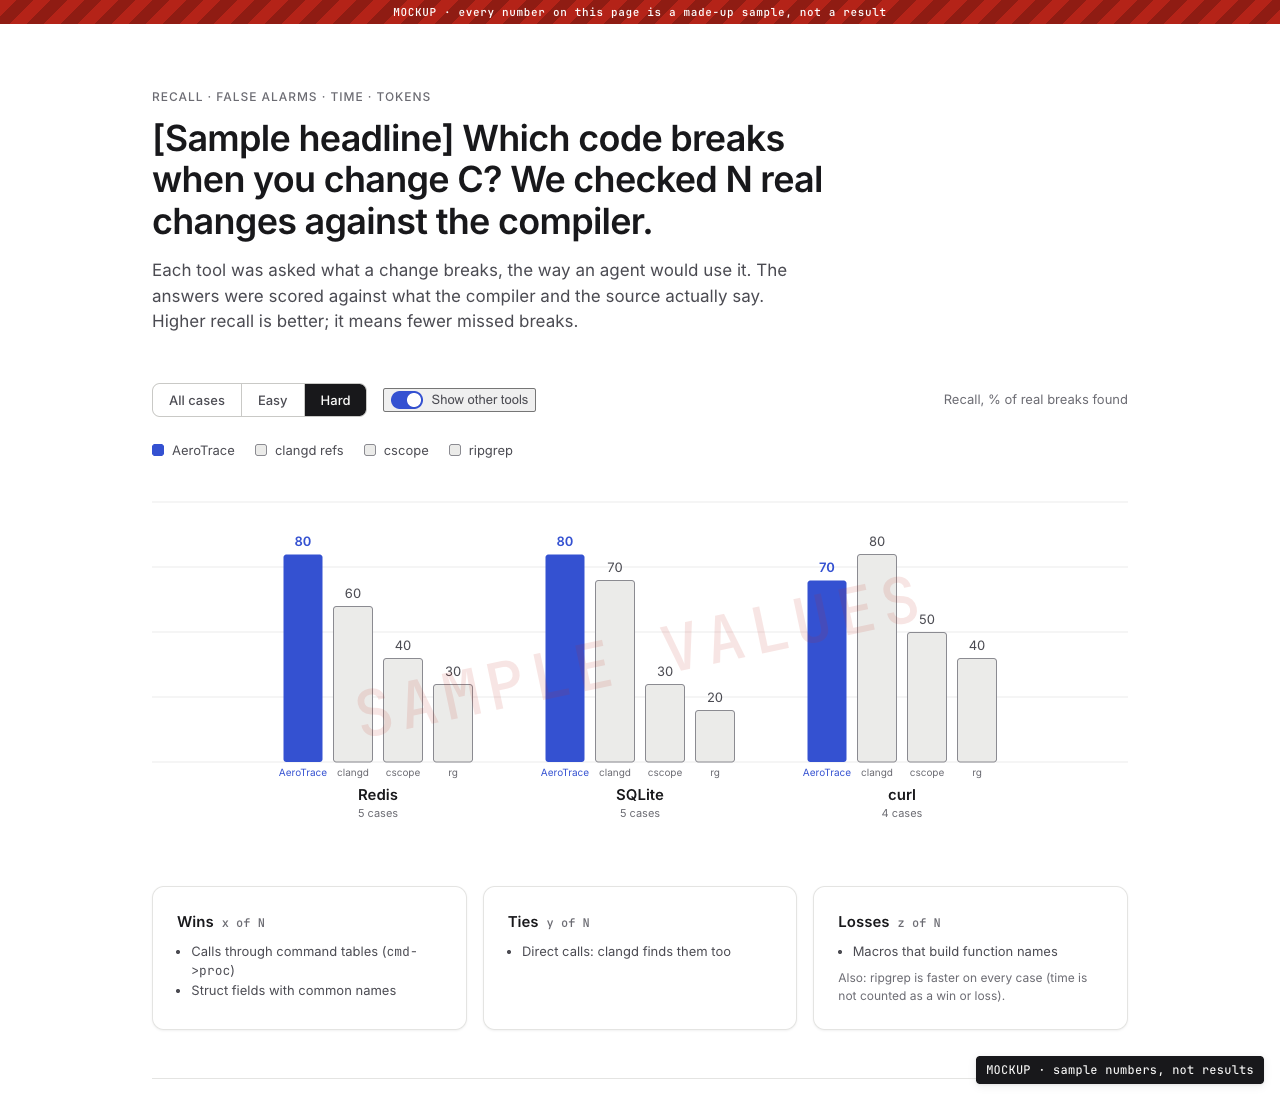 MOCKUP · every number on this page is a made-up sample, not a result
RECALL · FALSE ALARMS · TIME · TOKENS
[Sample headline] Which code breaks
when you change C? We checked N real
changes against the compiler.
Each tool was asked what a change breaks, the way an agent would use it. The
answers were scored against what the compiler and the source actually say.
Higher recall is better; it means fewer missed breaks.
All cases Easy Hard Show other tools Recall, % of real breaks found
AeroTrace clangd refs cscope ripgrep
80 60 40 30
80 70 30 20
70 80 50 40
SAMPLE VALUES
AeroTrace clangd cscope rg AeroTrace clangd cscope rg AeroTrace clangd cscope rg
Redis SQLite curl
5 cases 5 cases 4 cases
Wins x of N
Calls through command tables (cmd-
>proc)
Struct fields with common names
Ties y of N
Direct calls: clangd finds them too
Losses z of N
Macros that build function names
Also: ripgrep is faster on every case (time is
not counted as a win or loss).
MOCKUP · sample numbers, not results